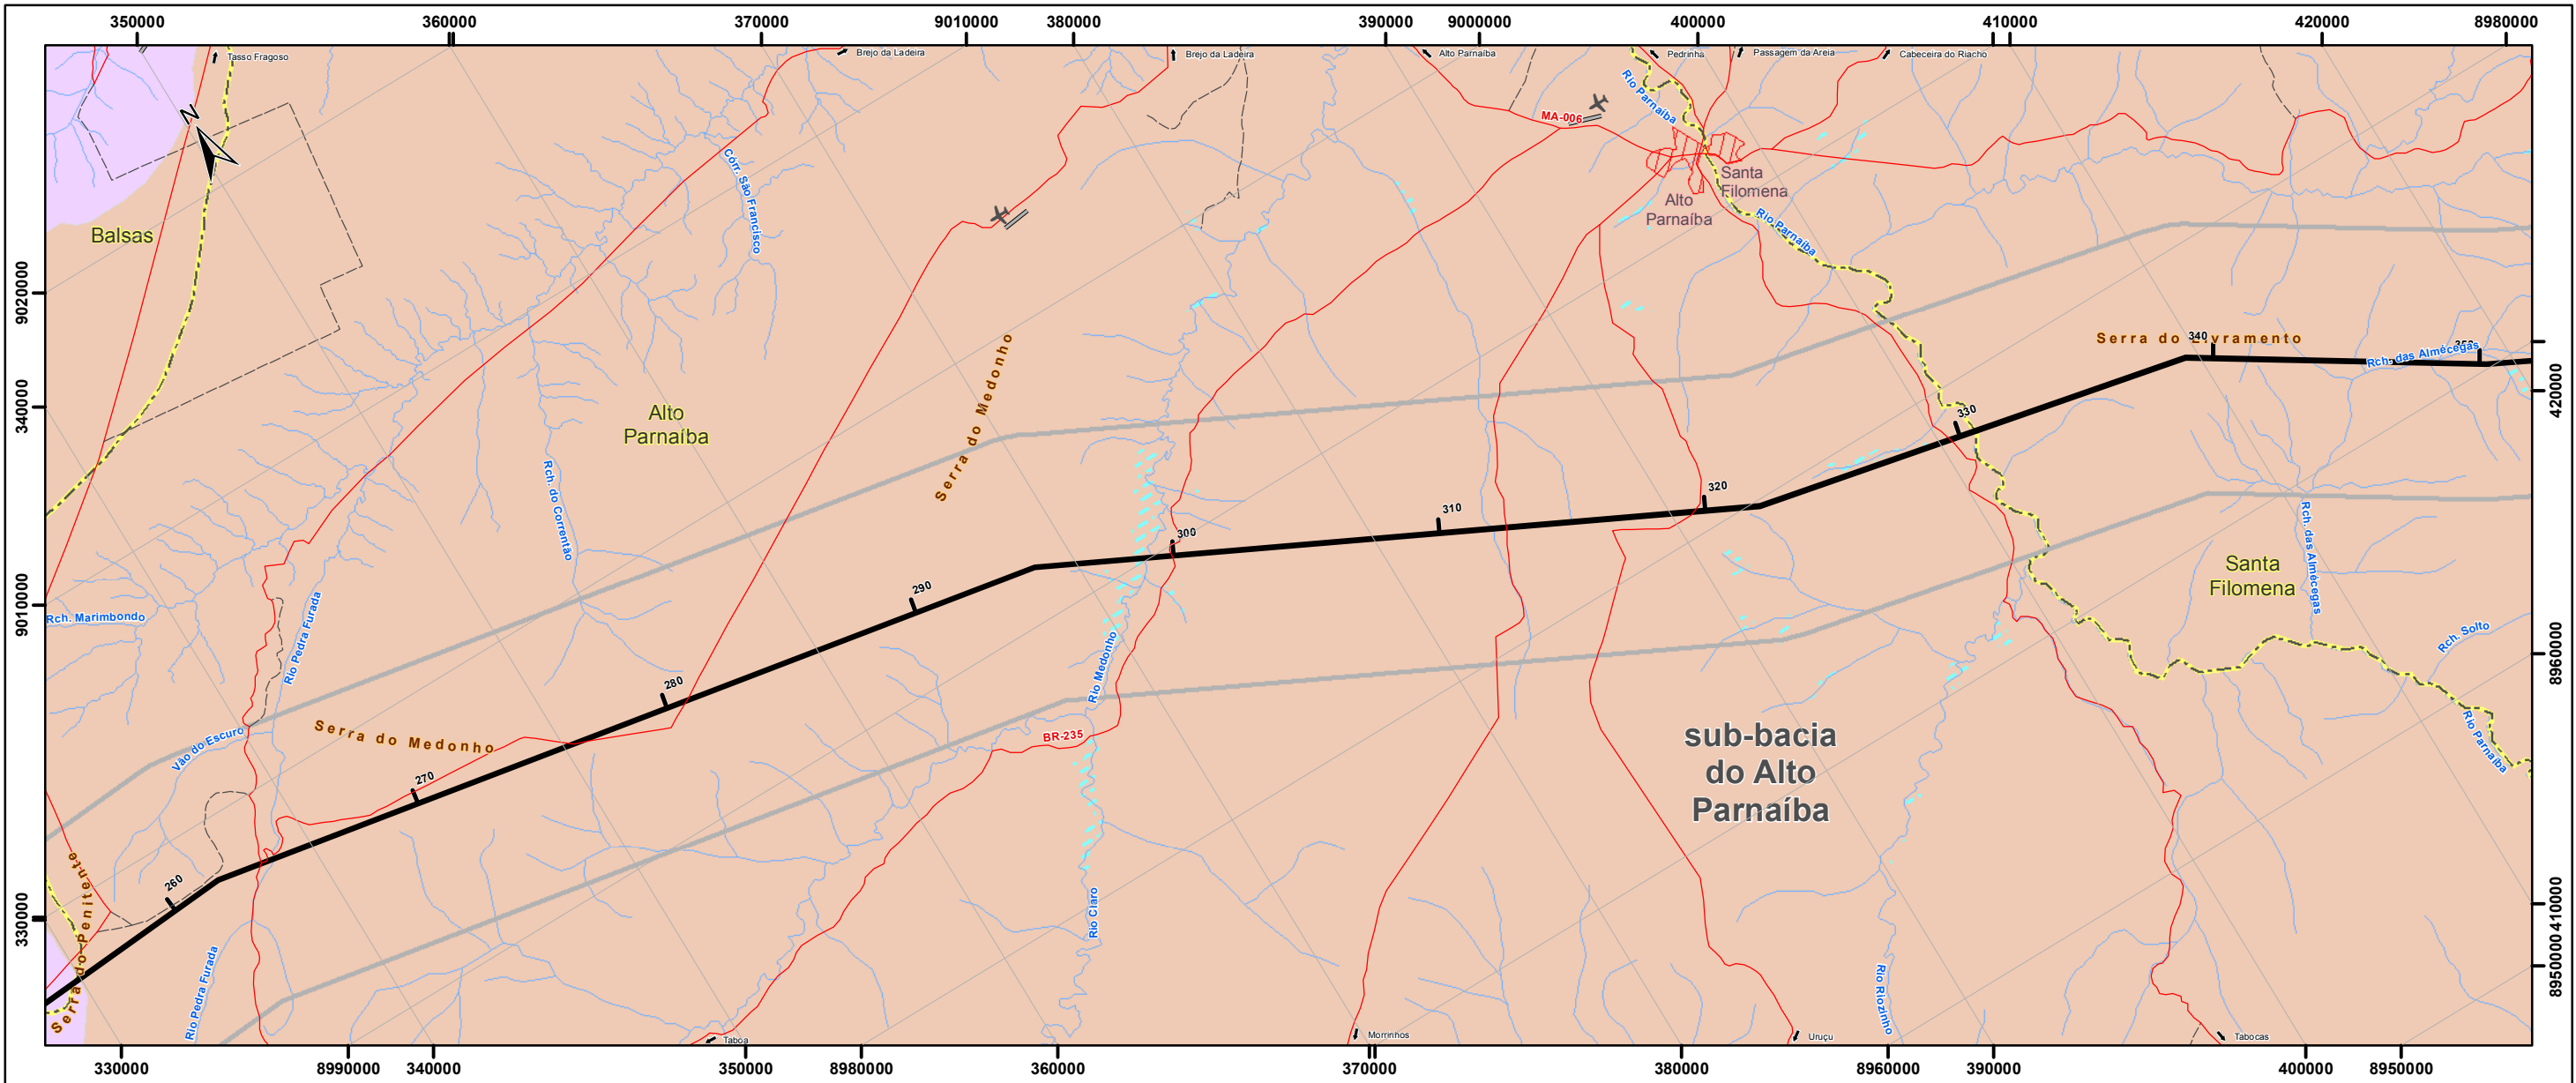 350000 360000 370000 9010000 380000 390000 9000000 400000 410000 420000 8980000
Tasso Fragoso
Brejo da Ladeira
Brejo da Ladeira
Alto Parnaíba
Pedrinha
Passagem da Areia
Cabeceira do Riacho
N
Rio Parnaíba
MA-006
Córr. São Francisco
Santa
Filomena
Alto
Parnaíba
Rio Parnaíba
Balsas
9020000
340000
9010000
330000
Serra do Livramento
340
350
Rch. das Almécegas
420000
8960000
410000
8950000
Alto
Parnaíba
Serra do Medonho
330
320
310
300
290
280
270
260
Rch. do Correntão
Rch. das Almécegas
Santa
Filomena
Rch. Marimbondo
Rio Pedra Furada
Rio Medonho
Rch. Solto
Rio Parnaíba
Vão do Escuro
Serra do Medonho
BR-235
sub-bacia
do Alto
Parnaíba
Serra do Penitente
Rio Claro
Rio Pedra Furada
Rio Riozinho
Taboa
Morrinhos
Uruçu
Tabocas
330000 8990000 340000 350000 8980000 360000 370000 380000 8960000 390000 400000 8950000